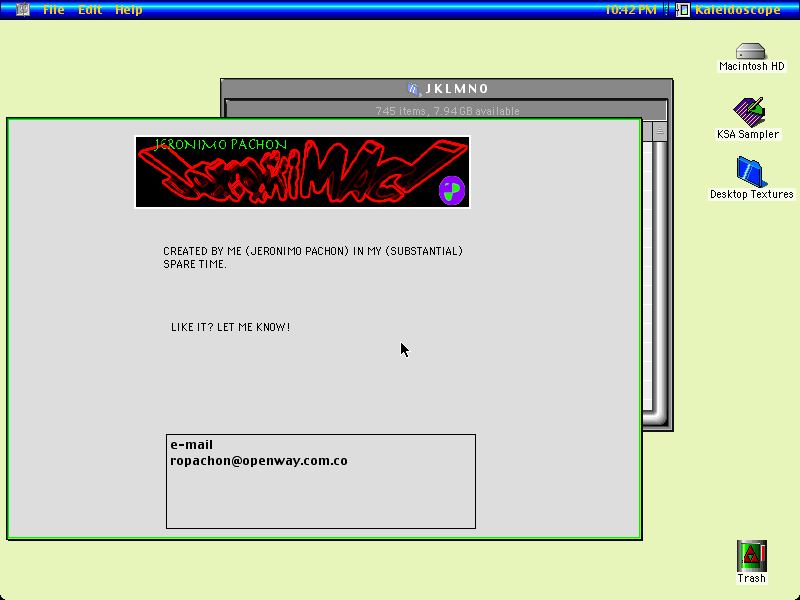 File Edit Help 10:42 PM Kaleidoscope
Macintosh HD
JKLMNO
745 items, 7.94 GB available
KSA Sampler
JERONIMO PACHON
Desktop Textures
CREATED BY ME (JERONIMO PACHON) IN MY (SUBSTANTIAL)
SPARE TIME.
LIKE IT? LET ME KNOW!
e-mail
ropachon@openway.com.co
Trash